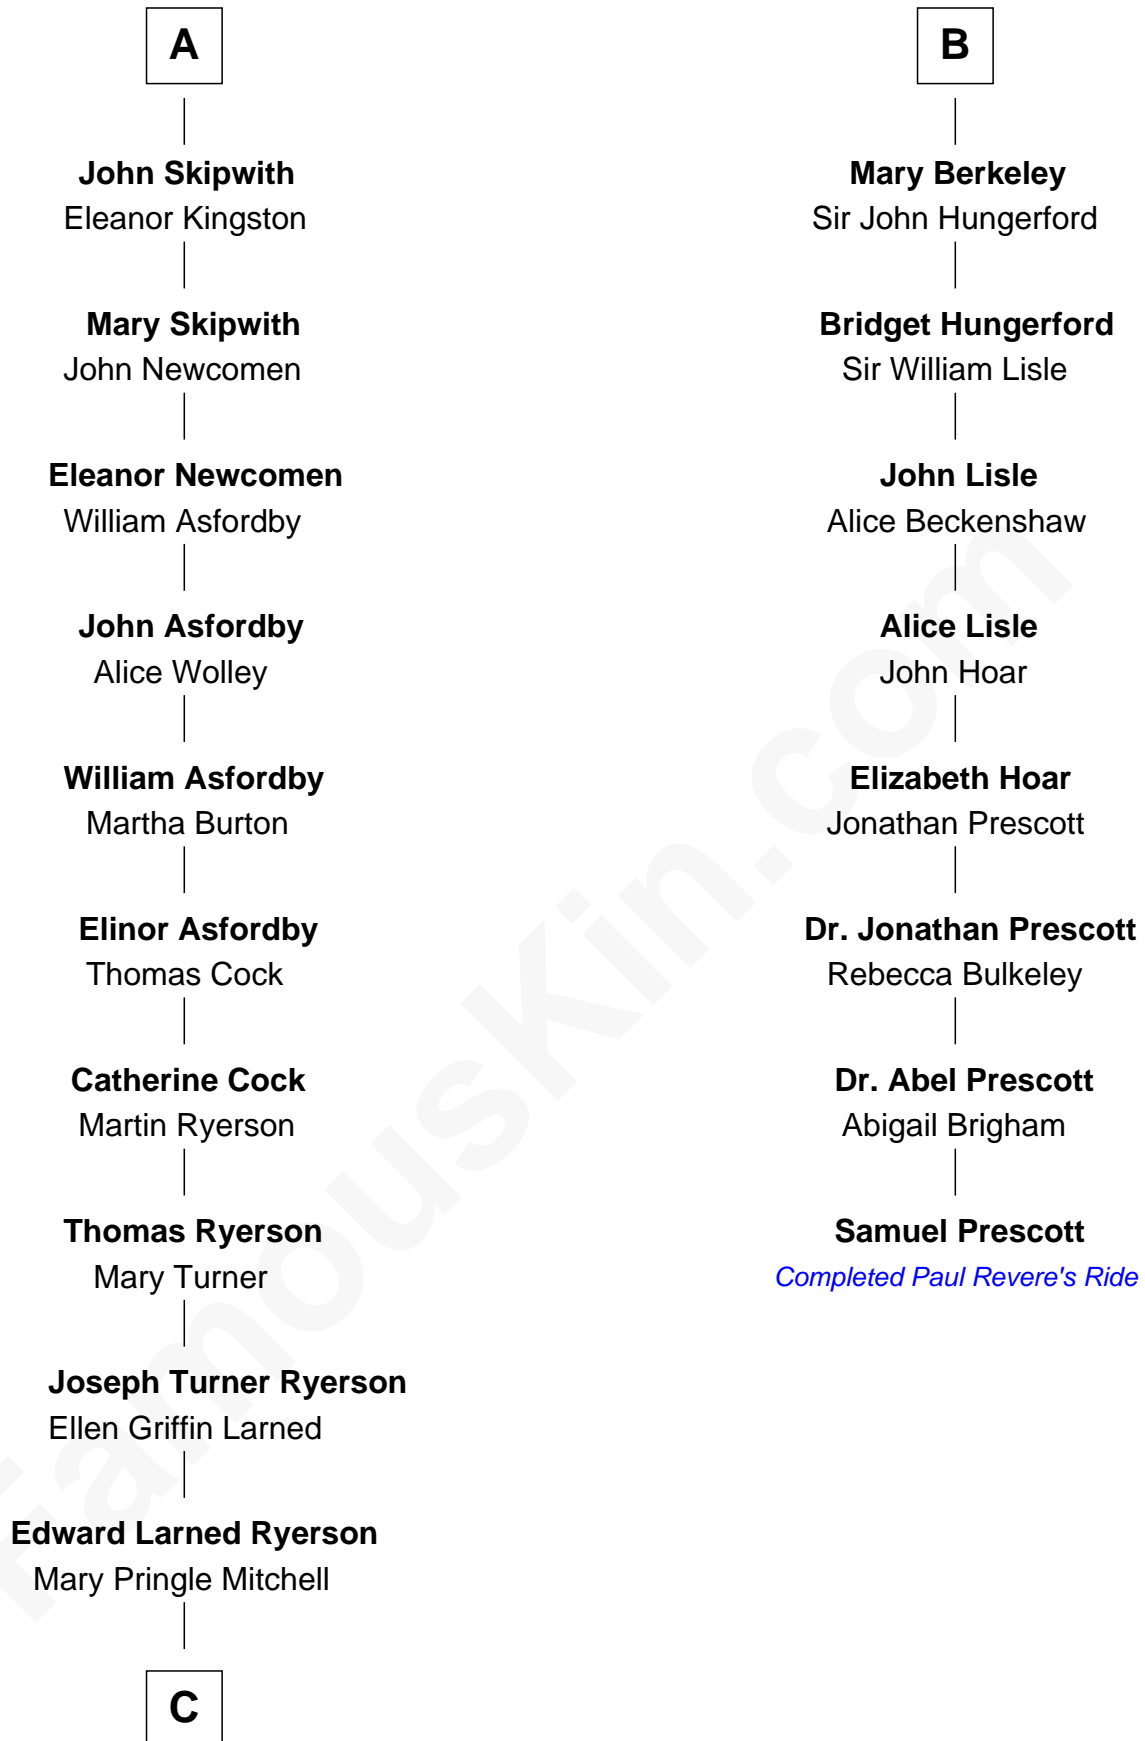 A
John Skipwith
Eleanor Kingston
Mary Skipwith
John Newcomen
Eleanor Newcomen
William Asfordby
John Asfordby
Alice Wolley
William Asfordby
Martha Burton
Elinor Asfordby
Thomas Cock
Catherine Cock
Martin Ryerson
Thomas Ryerson
Mary Turner
Joseph Turner Ryerson
Ellen Griffin Larned
Edward Larned Ryerson
Mary Pringle Mitchell
C
B
Mary Berkeley
Sir John Hungerford
Bridget Hungerford
Sir William Lisle
John Lisle
Alice Beckenshaw
Alice Lisle
John Hoar
Elizabeth Hoar
Jonathan Prescott
Dr. Jonathan Prescott
Rebecca Bulkeley
Dr. Abel Prescott
Abigail Brigham
Samuel Prescott
Completed Paul Revere's Ride
FamousKin.com